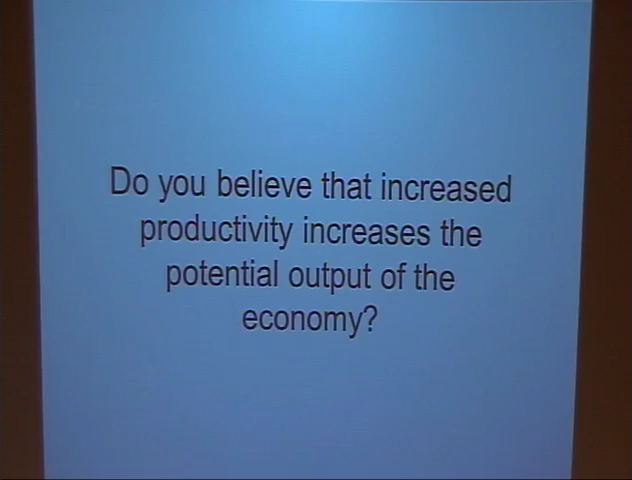 Do you believe that increased
productivity increases the
potential output of the
economy?